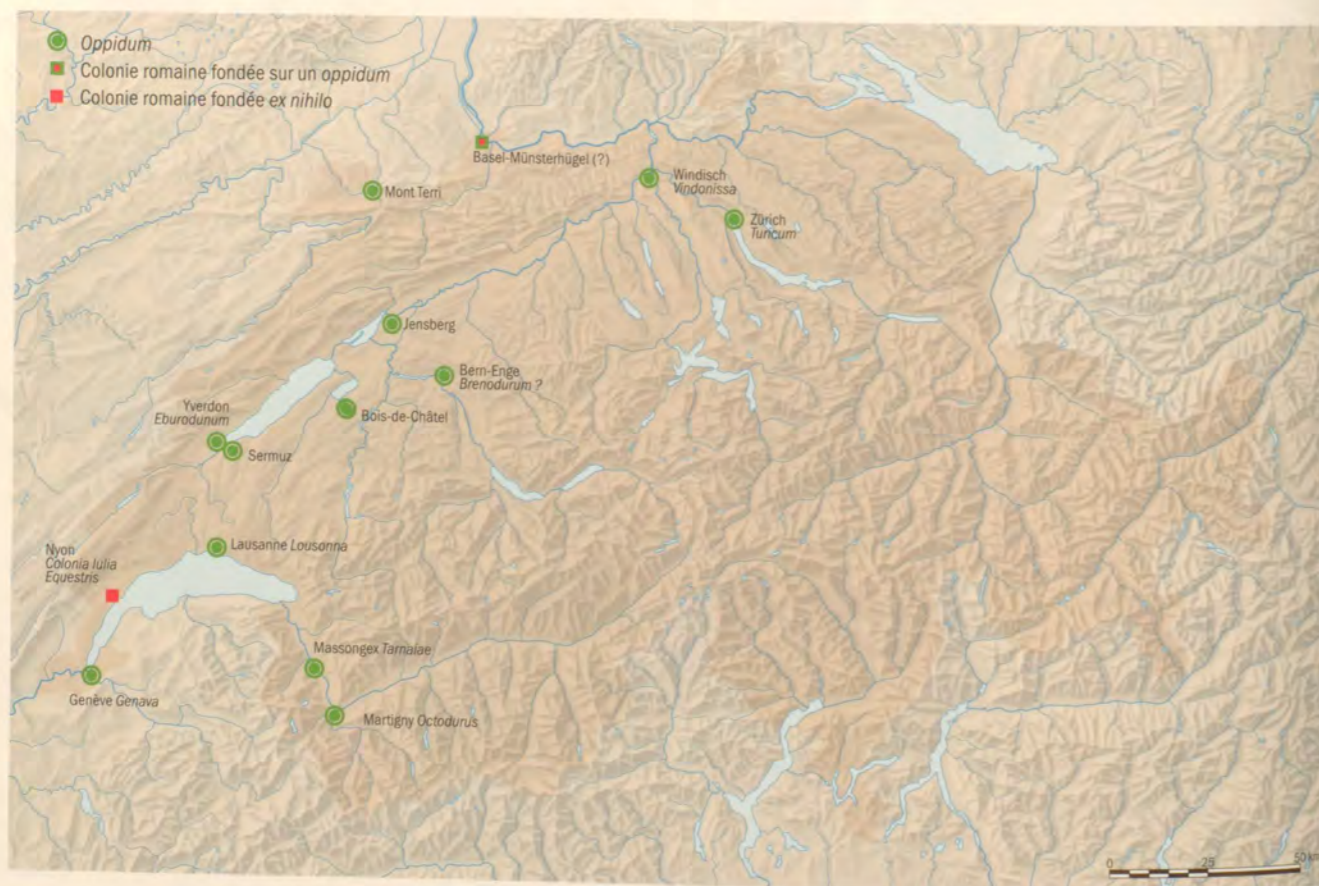 Oppidum
Colonie romaine fondée sur un oppidum
Colonie romaine fondée ex nihilo
Basel-Münsterhügel (?)
Mont Terri
Windisch
Vindonissa
Zürich
Turicum
Jensberg
Bern-Enge
Brenodurum ?
Bois-de-Châtel
Yverdon
Eburodunum
Sermuz
Lausanne Lousonna
Nyon
Colonia Iulia
Equestris
Massongex Tarnaiae
Genève Genava
Martigny Octodurus
0 25 50 km